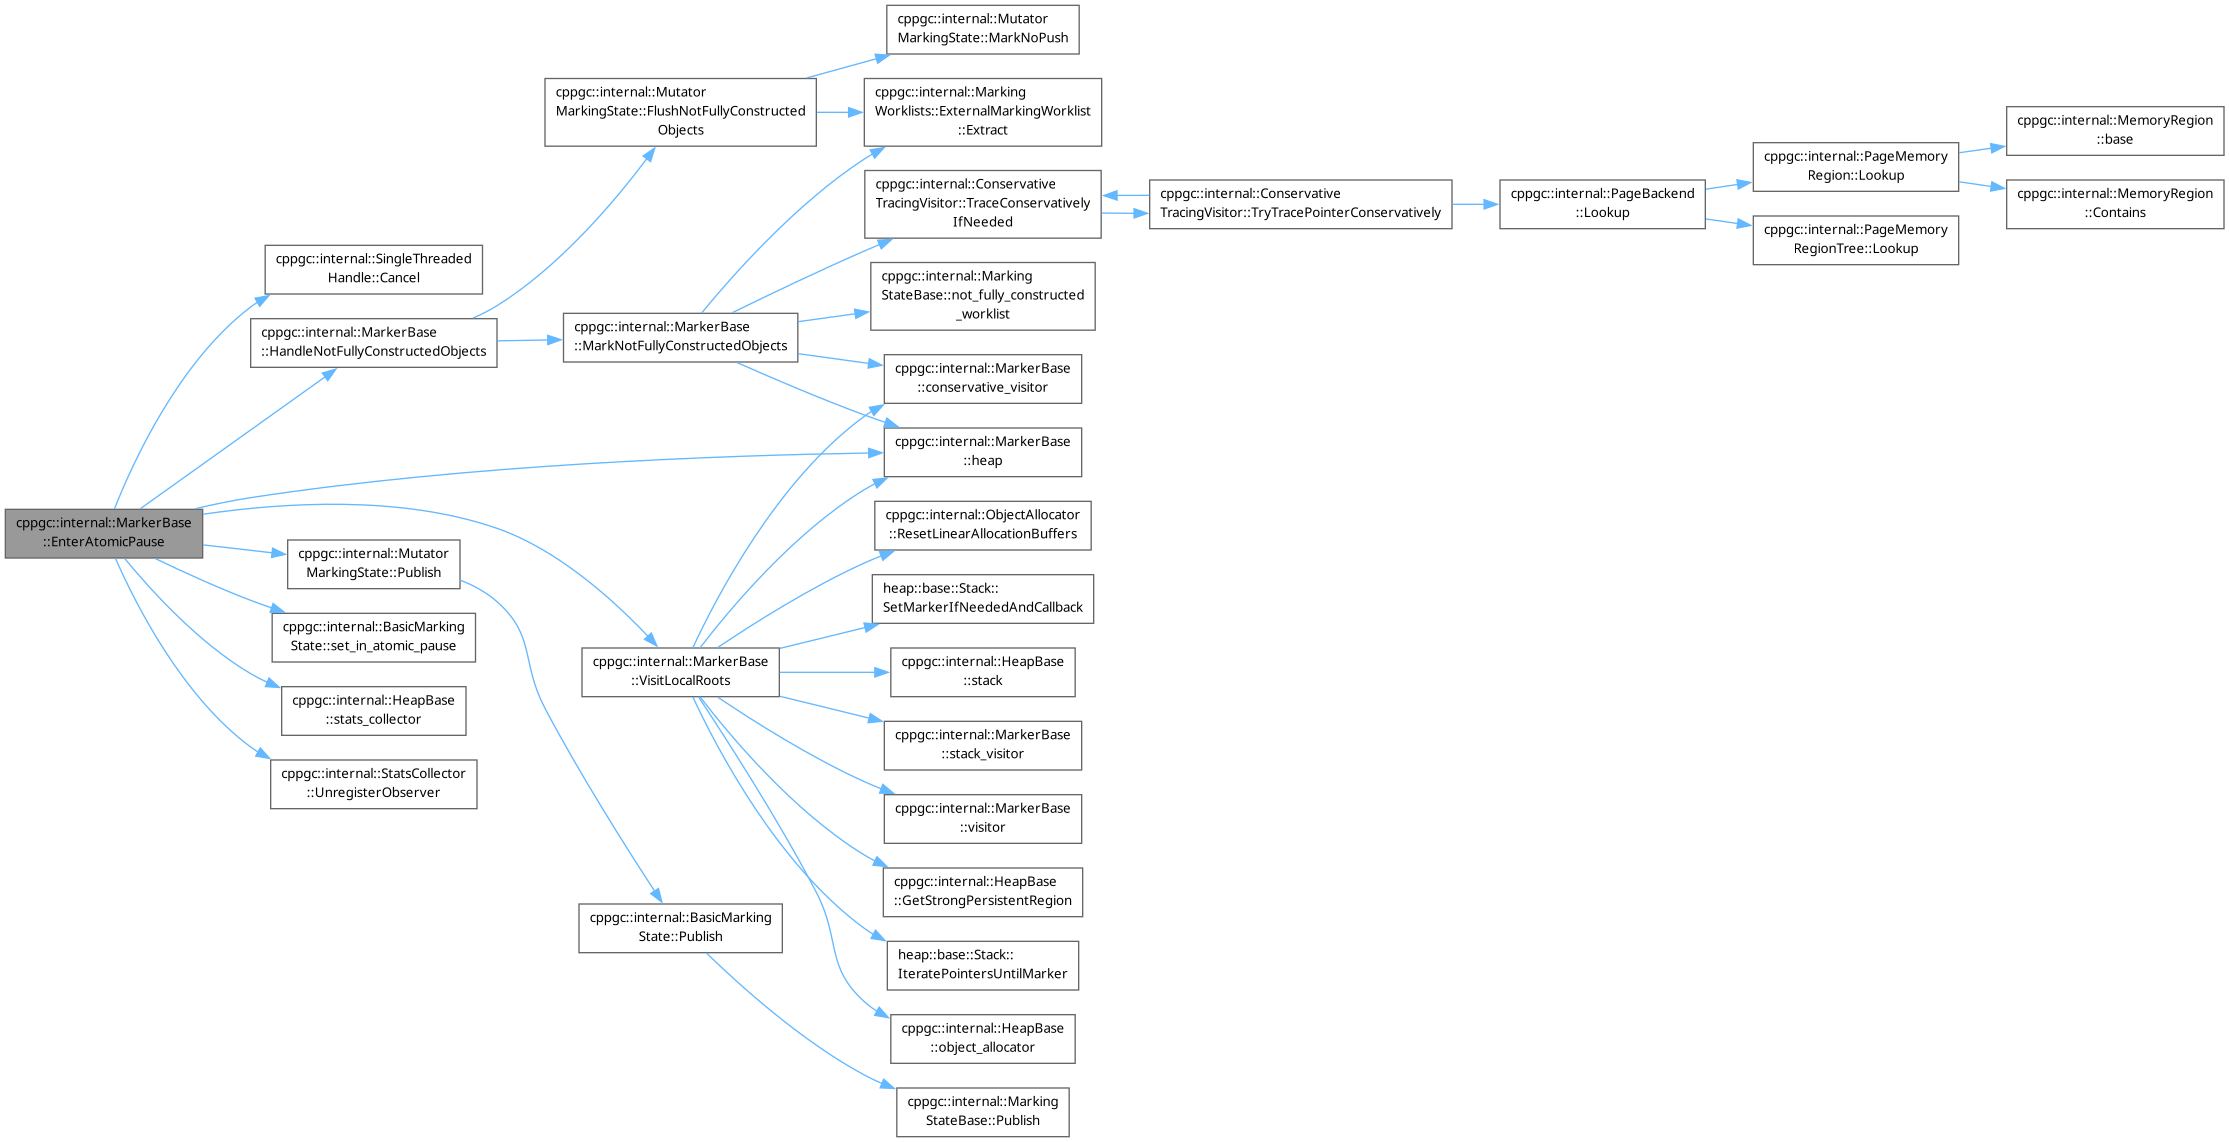 cppgc::internal::MarkerBase
::EnterAtomicPause
cppgc::internal::SingleThreaded
Handle::Cancel
cppgc::internal::MarkerBase
::HandleNotFullyConstructedObjects
cppgc::internal::Mutator
MarkingState::Publish
cppgc::internal::BasicMarking
State::set_in_atomic_pause
cppgc::internal::HeapBase
::stats_collector
cppgc::internal::StatsCollector
::UnregisterObserver
cppgc::internal::Mutator
MarkingState::FlushNotFullyConstructed
Objects
cppgc::internal::MarkerBase
::MarkNotFullyConstructedObjects
cppgc::internal::MarkerBase
::VisitLocalRoots
cppgc::internal::BasicMarking
State::Publish
cppgc::internal::Mutator
MarkingState::MarkNoPush
cppgc::internal::Marking
Worklists::ExternalMarkingWorklist
::Extract
cppgc::internal::Conservative
TracingVisitor::TraceConservatively
IfNeeded
cppgc::internal::Marking
StateBase::not_fully_constructed
_worklist
cppgc::internal::MarkerBase
::conservative_visitor
cppgc::internal::MarkerBase
::heap
cppgc::internal::ObjectAllocator
::ResetLinearAllocationBuffers
heap::base::Stack::
SetMarkerIfNeededAndCallback
cppgc::internal::HeapBase
::stack
cppgc::internal::MarkerBase
::stack_visitor
cppgc::internal::MarkerBase
::visitor
cppgc::internal::HeapBase
::GetStrongPersistentRegion
heap::base::Stack::
IteratePointersUntilMarker
cppgc::internal::HeapBase
::object_allocator
cppgc::internal::Marking
StateBase::Publish
cppgc::internal::Conservative
TracingVisitor::TryTracePointerConservatively
cppgc::internal::PageBackend
::Lookup
cppgc::internal::PageMemory
Region::Lookup
cppgc::internal::PageMemory
RegionTree::Lookup
cppgc::internal::MemoryRegion
::base
cppgc::internal::MemoryRegion
::Contains